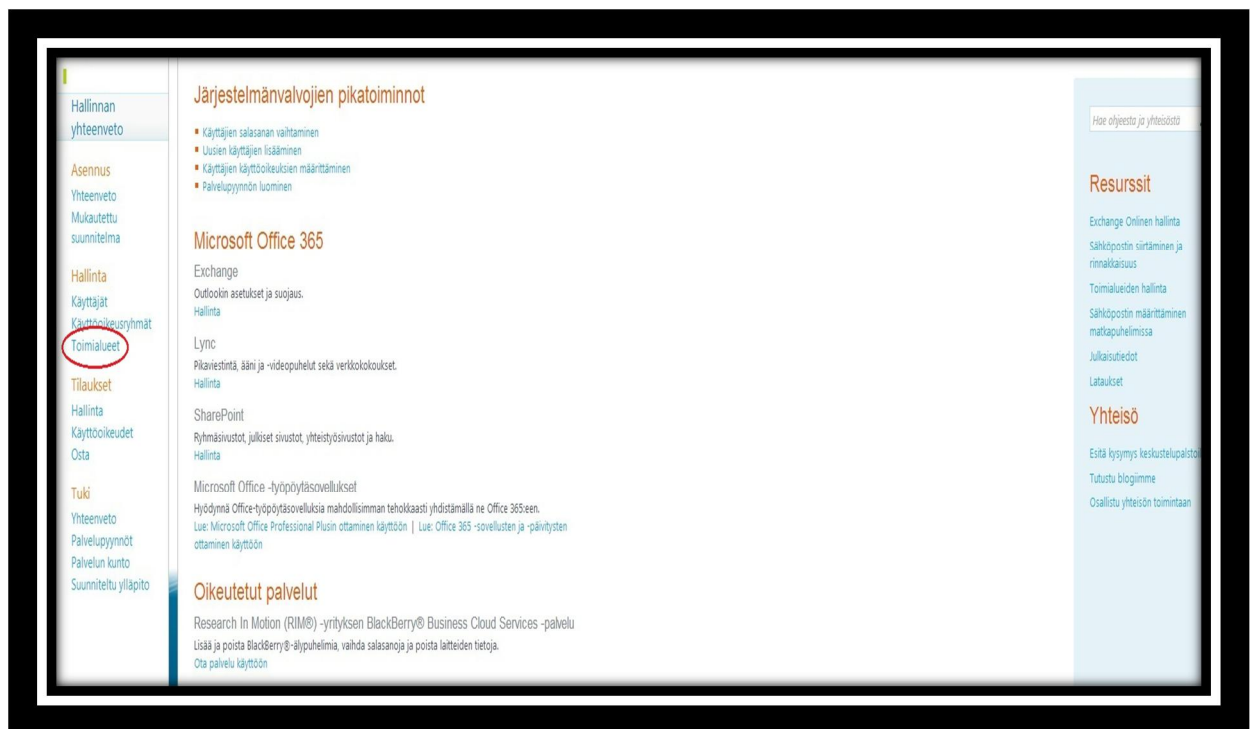 Hallinnan
yhteenveto
Asennus
Yhteenveto
Mukautettu
suunnitelma
Hallinta
Käyttäjät
Käyttöoikeusryhmät
Toimialueet
Tilaukset
Hallinta
Käyttöoikeudet
Osta
Tuki
Yhteenveto
Palvelupyynnöt
Palvelun kunto
Suunniteltu ylläpito
Järjestelmänvalvojien pikatoiminnot
Käyttäjien salasanan vaihtaminen
Uusien käyttäjien lisääminen
Käyttäjien käyttöoikeuksien määrittäminen
Palvelupyynnön luominen
Microsoft Office 365
Exchange
Outlookin asetukset ja suojaus.
Hallinta
Lync
Pikaviestintä, ääni ja -videopuhelut sekä verkkokokoukset.
Hallinta
SharePoint
Ryhmäsivustot, julkiset sivustot, yhteistyösivustot ja haku.
Hallinta
Microsoft Office -työpöytäsovellukset
Hyödynnä Office-työpöytäsovelluksia mahdollisimman tehokkaasti yhdistämällä ne Office 365:een.
Lue: Microsoft Office Professional Plusin ottaminen käyttöön | Lue: Office 365 -sovellusten ja -päivitysten
ottaminen käyttöön
Oikeutetut palvelut
Research In Motion (RIM®) -yrityksen BlackBerry® Business Cloud Services -palvelu
Lisää ja poista BlackBerry®-älypuhelimia, vaihda salasanoja ja poista laitteiden tietoja.
Ota palvelu käyttöön
Hae ohjeesta ja yhteisöstä
Resurssit
Exchange Onlinen hallinta
Sähköpostin siirtäminen ja
rinnakkaisuus
Toimialueiden hallinta
Sähköpostin määrittäminen
matkapuhelimissa
Julkaisutiedot
Lataukset
Yhteisö
Esitä kysymys keskustelupalstoi
Tutustu blogiimme
Osallistu yhteisön toimintaan